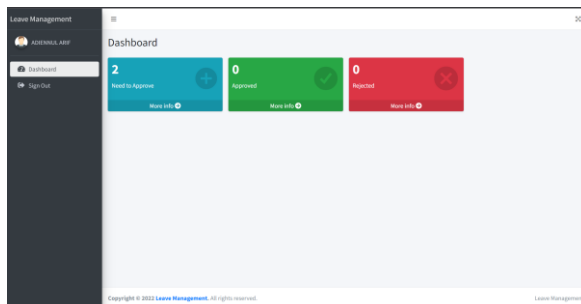 Leave Management
ADIENNUL ARIF
Dashboard
Sign Out
Dashboard
2
Need to Approve
More info
0
Approved
More info
0
Rejected
More info
Copyright © 2022 Leave Management. All rights reserved.
Leave Managemen